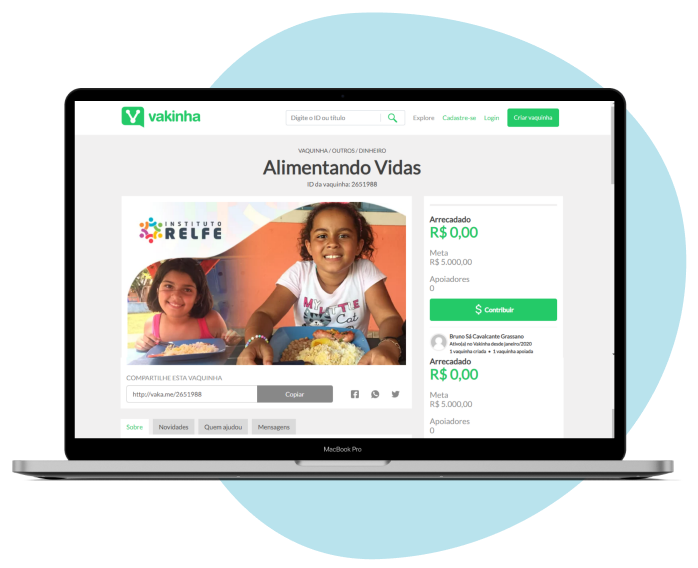 vakinha
Digite o ID ou título
Explore
Cadastre-se
Login
Criar vaquinha
VAQUINHA / OUTROS / DINHEIRO
Alimentando Vidas
ID da vaquinha: 2651988
INSTITUTO
RELFE
Arrecadado
R$ 0,00
Meta
R$ 5.000,00
Apoiadores
0
$ Contribuir
Bruno Sá Cavalcante Grassano
Ativo(a) no Vakinha desde janeiro/2020
1 vaquinha criada • 1 vaquinha apoiada
Arrecadado
R$ 0,00
Meta
R$ 5.000,00
Apoiadores
0
COMPARTILHE ESTA VAQUINHA
http://vaka.me/2651988
Copiar
Sobre
Novidades
Quem ajudou
Mensagens
MacBook Pro